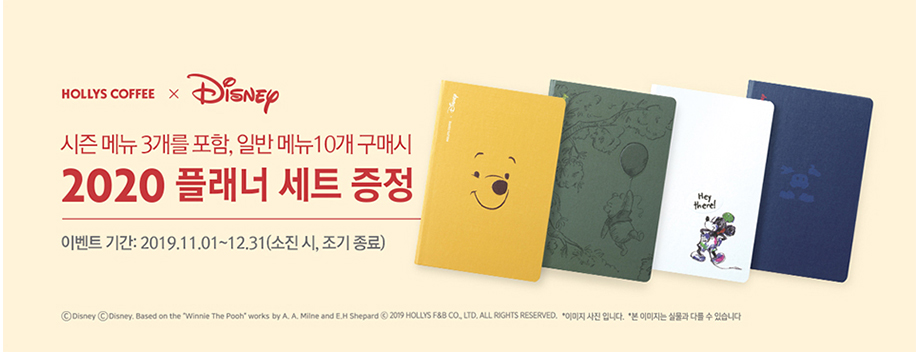 HOLLYS COFFEE × Disney
시즌 메뉴 3개를 포함, 일반 메뉴10개 구매시
2020 플래너 세트 증정
이벤트 기간: 2019.11.01~12.31(소진 시, 조기 종료)
Disney
Hey
there!
ⒸDisney ⒸDisney. Based on the "Winnie The Pooh" works by A. A. Milne and E.H Shepard ⓒ 2019 HOLLYS F&B CO., LTD. ALL RIGHTS RESERVED. *이미지 사진 입니다. *본 이미지는 실물과 다를 수 있습니다